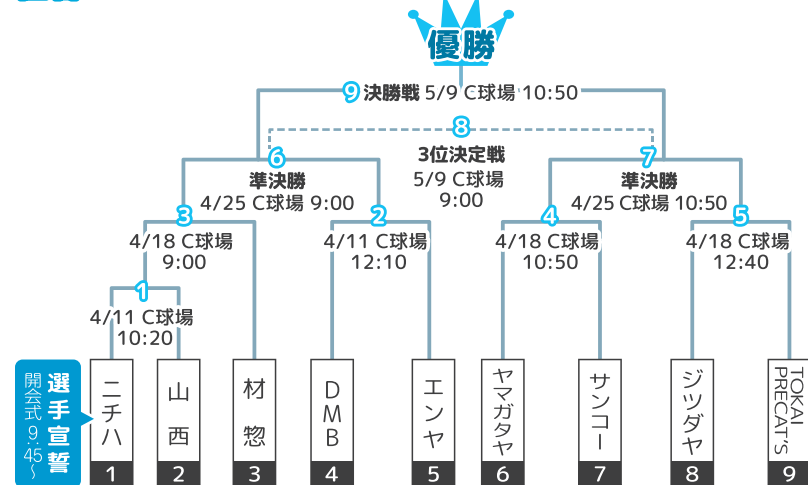 優勝
9 決勝戦 5/9 C球場 10:50
8
3位決定戦
5/9 C球場
9:00
6
準決勝
4/25 C球場 9:00
7
準決勝
4/25 C球場 10:50
3
4/18 C球場
9:00
2
4/11 C球場
12:10
4
4/18 C球場
10:50
5
4/18 C球場
12:40
1
4/11 C球場
10:20
選手宣誓
開会式 9:45～
ニチハ
1
山西
2
材惣
3
DMB
4
エンヤ
5
ヤマガタヤ
6
サンコー
7
ジツダヤ
8
TOKAI
PRECAT'S
9